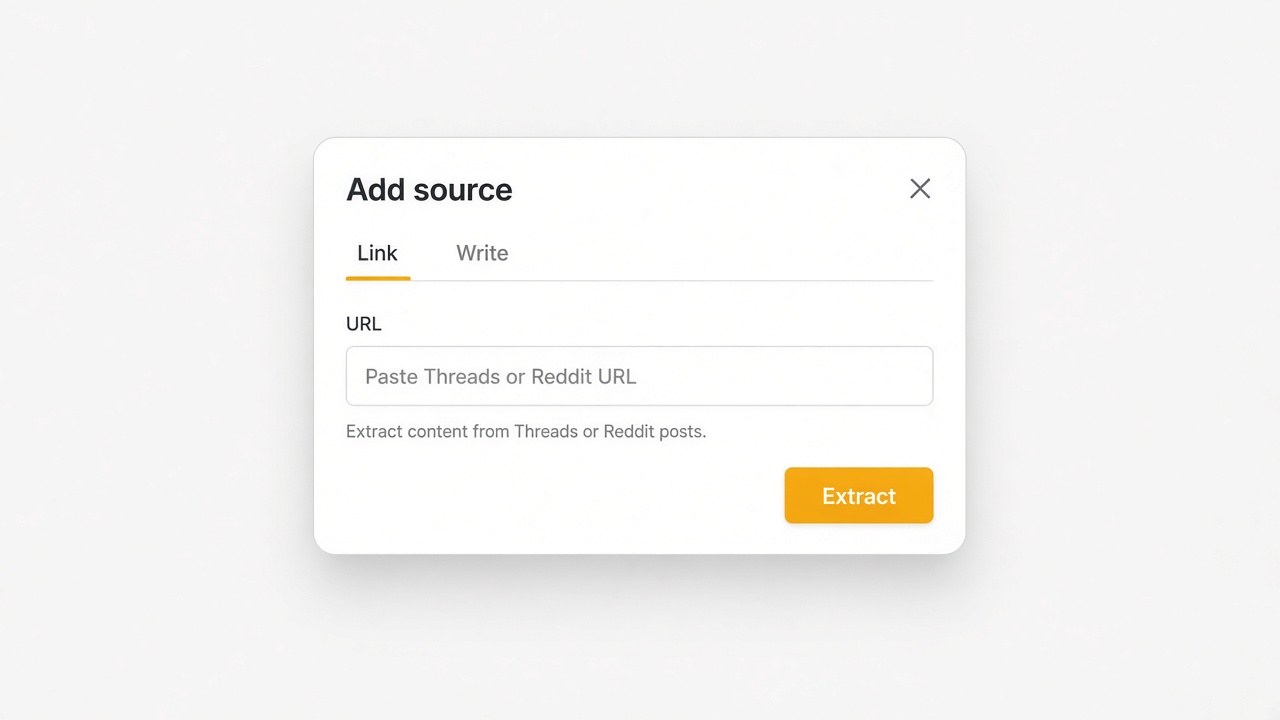 Add source
Link Write
URL
Paste Threads or Reddit URL
Extract content from Threads or Reddit posts.
Extract